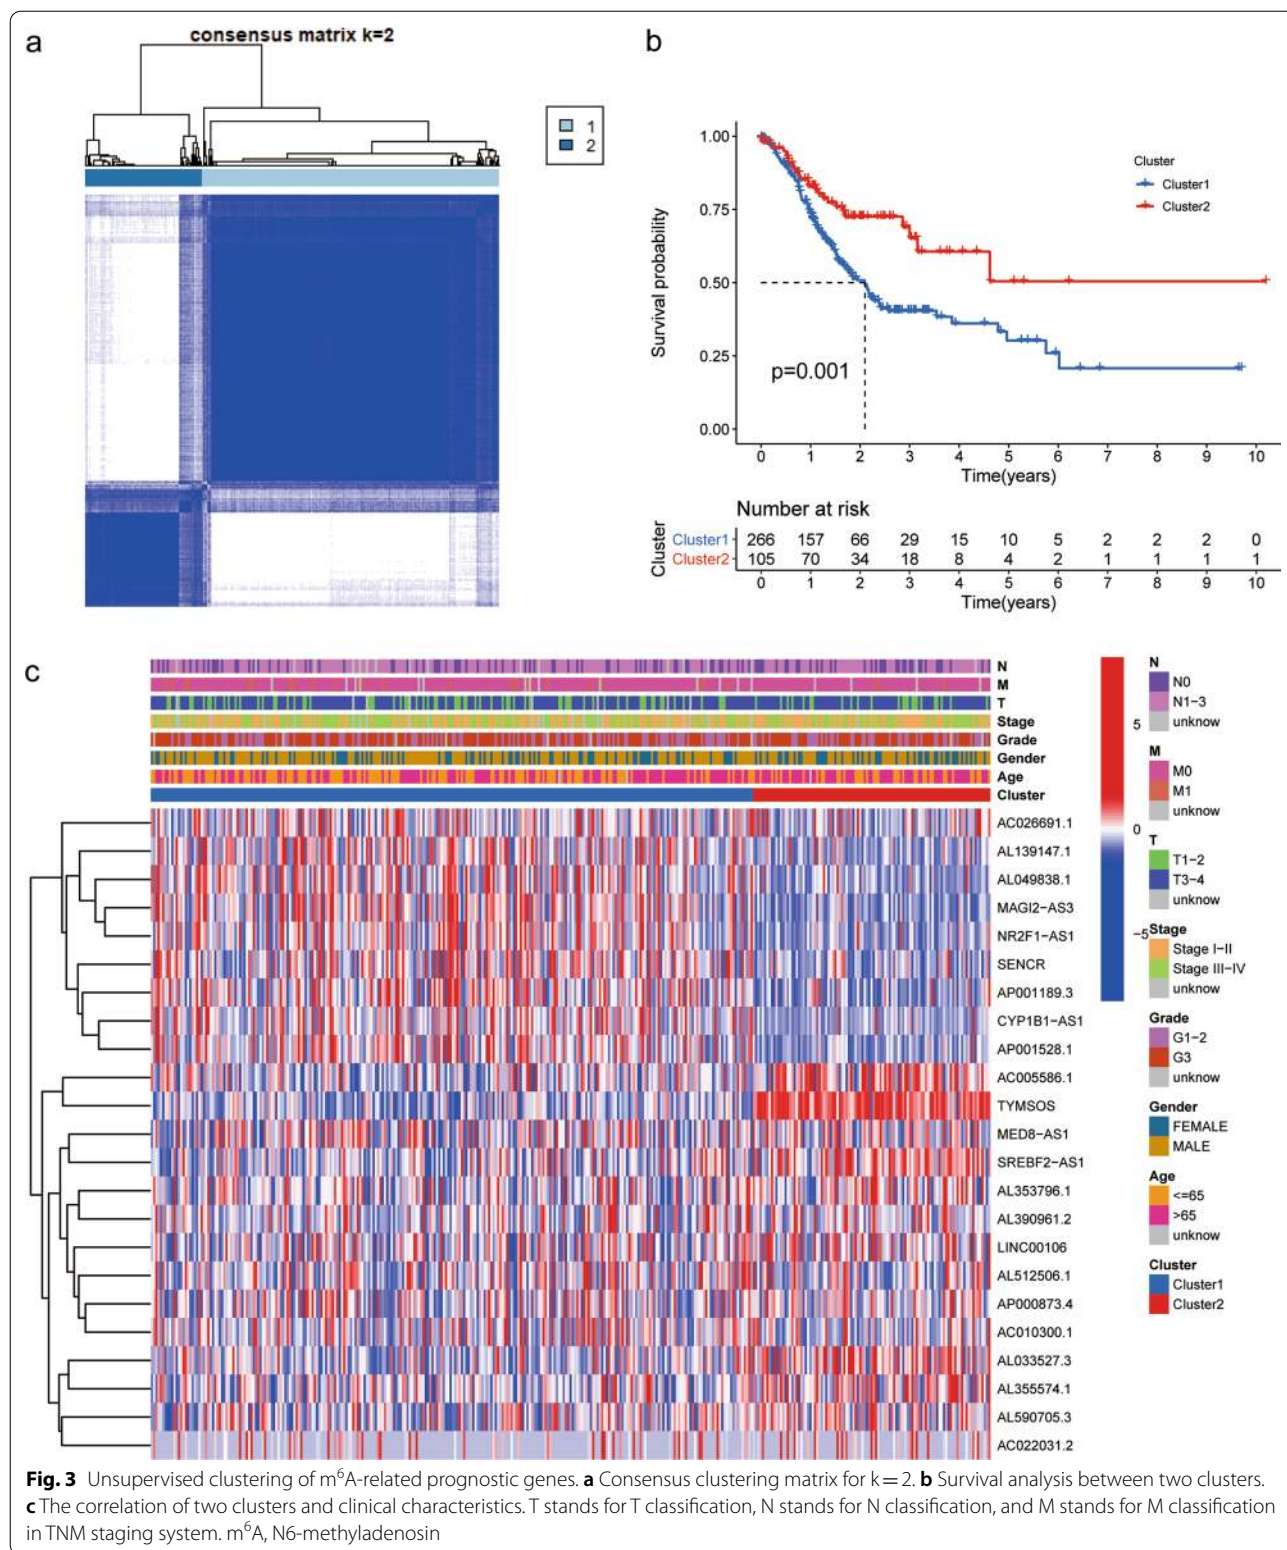 a
consensus matrix k=2
1
2
b
1.00
0.75
0.50
0.25
0.00
Survival probability
Cluster
Cluster1
Cluster2
p=0.001
0 1 2 3 4 5 6 7 8 9 10
Time(years)
Number at risk
Cluster
Cluster1 266 157 66 29 15 10 5 2 2 2 0
Cluster2 105 70 34 18 8 4 2 1 1 1 1
0 1 2 3 4 5 6 7 8 9 10
Time(years)
c
N
M
T
Stage
Grade
Gender
Age
Cluster
AC026691.1
AL139147.1
AL049838.1
MAGI2−AS3
NR2F1−AS1
SENCR
AP001189.3
CYP1B1−AS1
AP001528.1
AC005586.1
TYMSOS
MED8−AS1
SREBF2−AS1
AL353796.1
AL390961.2
LINC00106
AL512506.1
AP000873.4
AC010300.1
AL033527.3
AL355574.1
AL590705.3
AC022031.2
5
0
−5
N
N0
N1−3
unknow
M
M0
M1
unknow
T
T1−2
T3−4
unknow
Stage
Stage I−II
Stage III−IV
unknow
Grade
G1−2
G3
unknow
Gender
FEMALE
MALE
Age
<=65
>65
unknow
Cluster
Cluster1
Cluster2
Fig. 3 Unsupervised clustering of m⁶A-related prognostic genes. a Consensus clustering matrix for k = 2. b Survival analysis between two clusters.
c The correlation of two clusters and clinical characteristics. T stands for T classification, N stands for N classification, and M stands for M classification
in TNM staging system. m⁶A, N6-methyladenosin